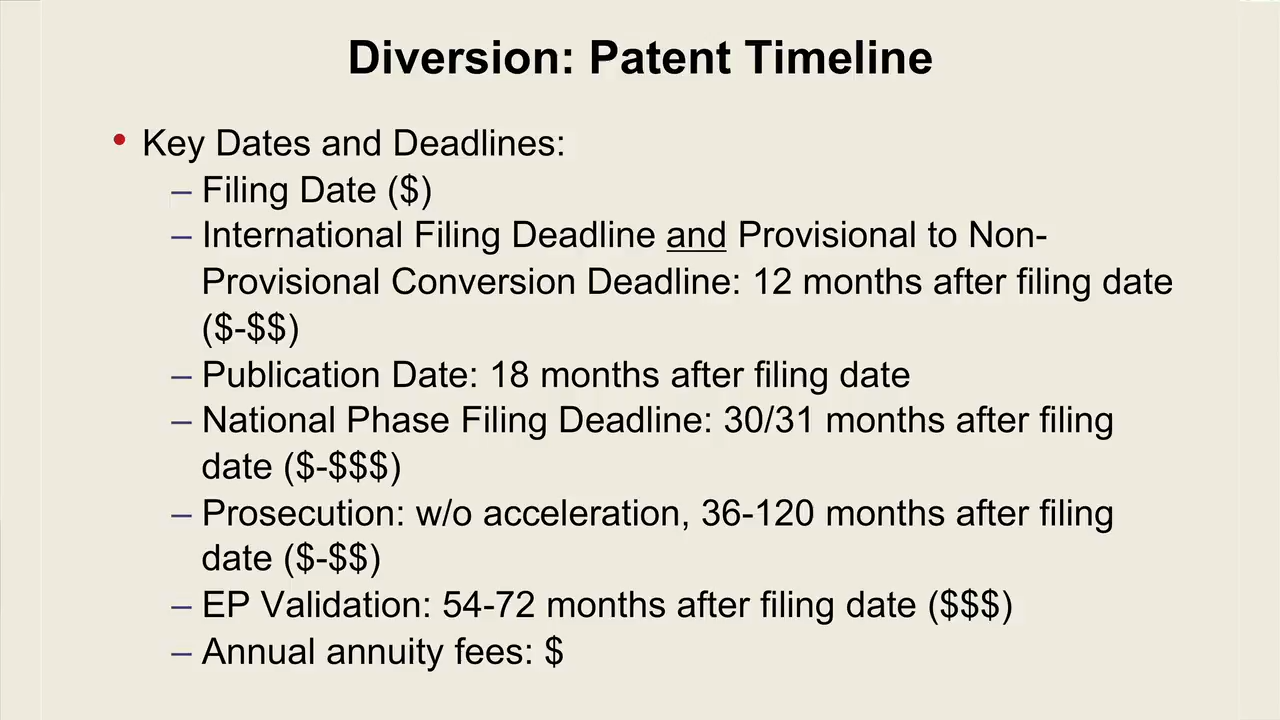 Diversion: Patent Timeline
• Key Dates and Deadlines:
– Filing Date ($)
– International Filing Deadline and Provisional to Non-
Provisional Conversion Deadline: 12 months after filing date
($-$$)
– Publication Date: 18 months after filing date
– National Phase Filing Deadline: 30/31 months after filing
date ($-$$$)
– Prosecution: w/o acceleration, 36-120 months after filing
date ($-$$)
– EP Validation: 54-72 months after filing date ($$$)
– Annual annuity fees: $